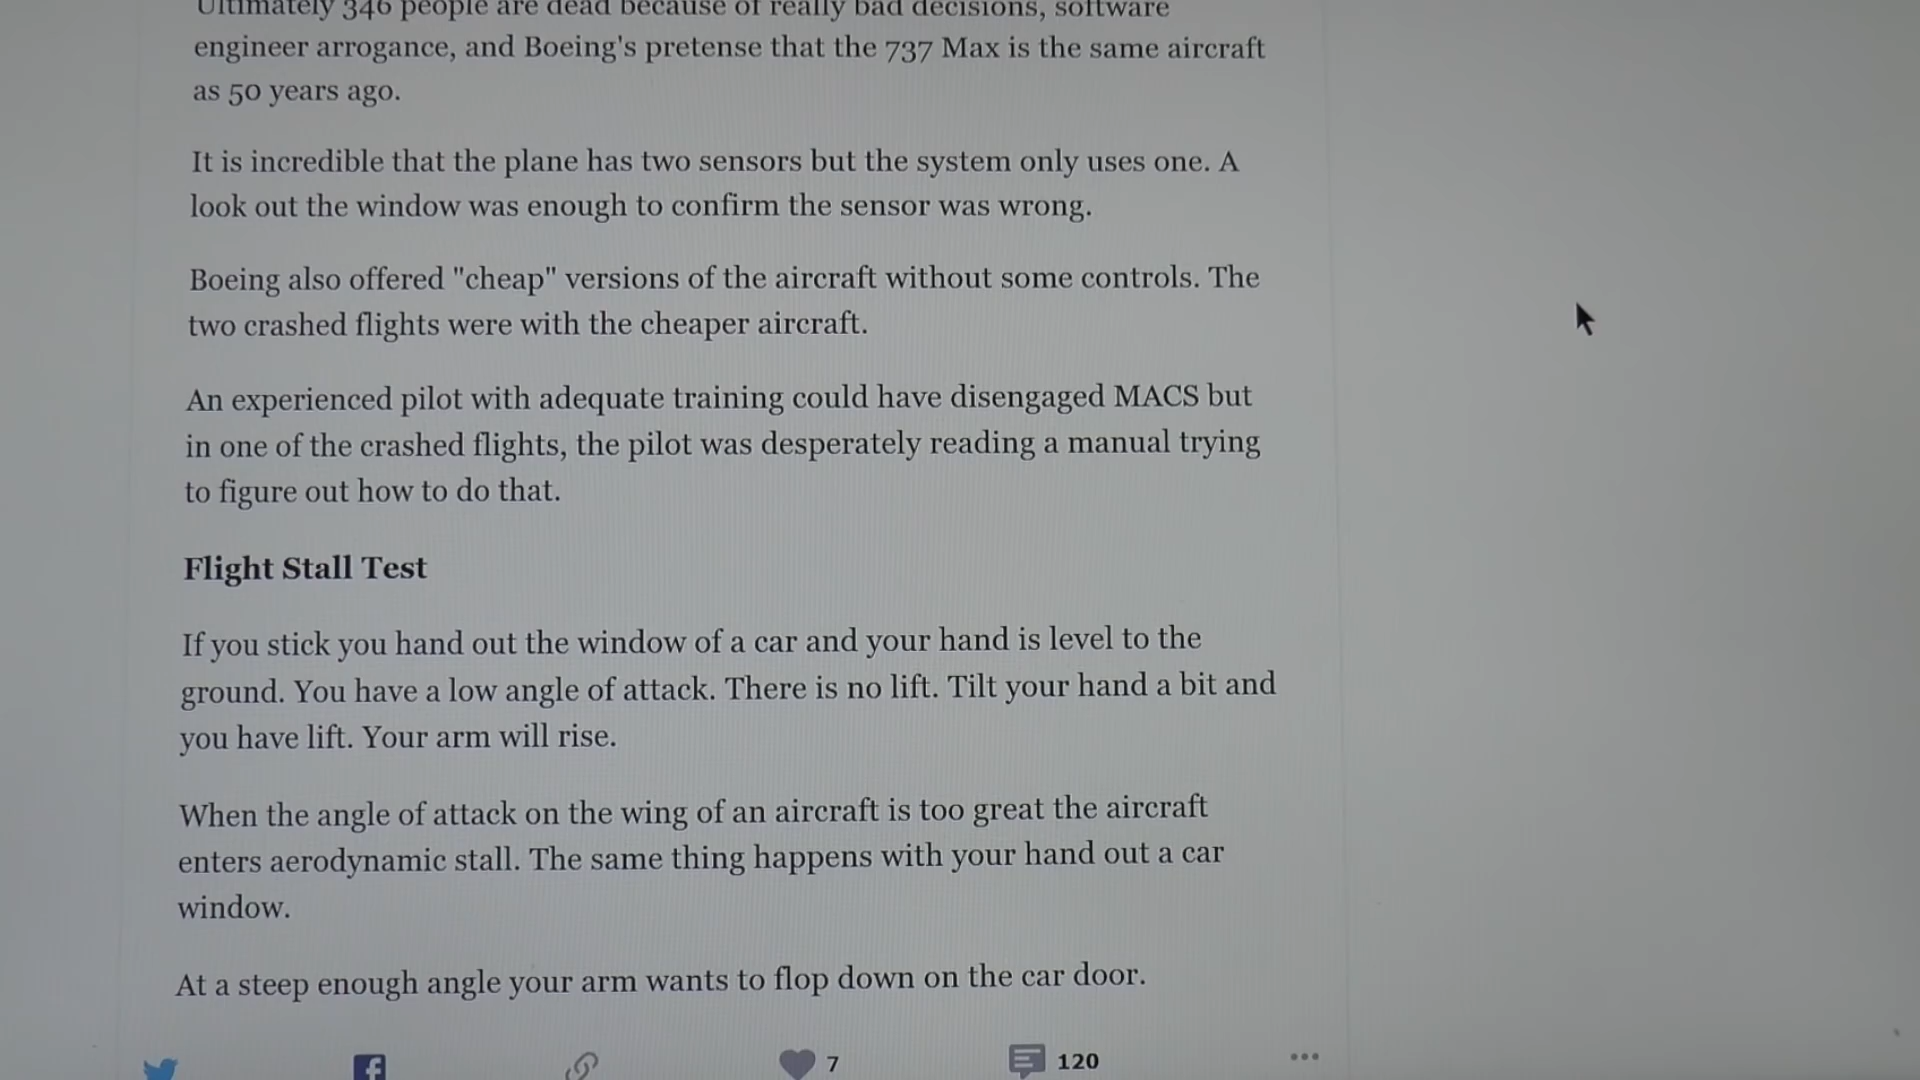 Ultimately 346 people are dead because of really bad decisions, software
engineer arrogance, and Boeing's pretense that the 737 Max is the same aircraft
as 50 years ago.
It is incredible that the plane has two sensors but the system only uses one. A
look out the window was enough to confirm the sensor was wrong.
Boeing also offered "cheap" versions of the aircraft without some controls. The
two crashed flights were with the cheaper aircraft.
An experienced pilot with adequate training could have disengaged MACS but
in one of the crashed flights, the pilot was desperately reading a manual trying
to figure out how to do that.
Flight Stall Test
If you stick you hand out the window of a car and your hand is level to the
ground. You have a low angle of attack. There is no lift. Tilt your hand a bit and
you have lift. Your arm will rise.
When the angle of attack on the wing of an aircraft is too great the aircraft
enters aerodynamic stall. The same thing happens with your hand out a car
window.
At a steep enough angle your arm wants to flop down on the car door.
7 120